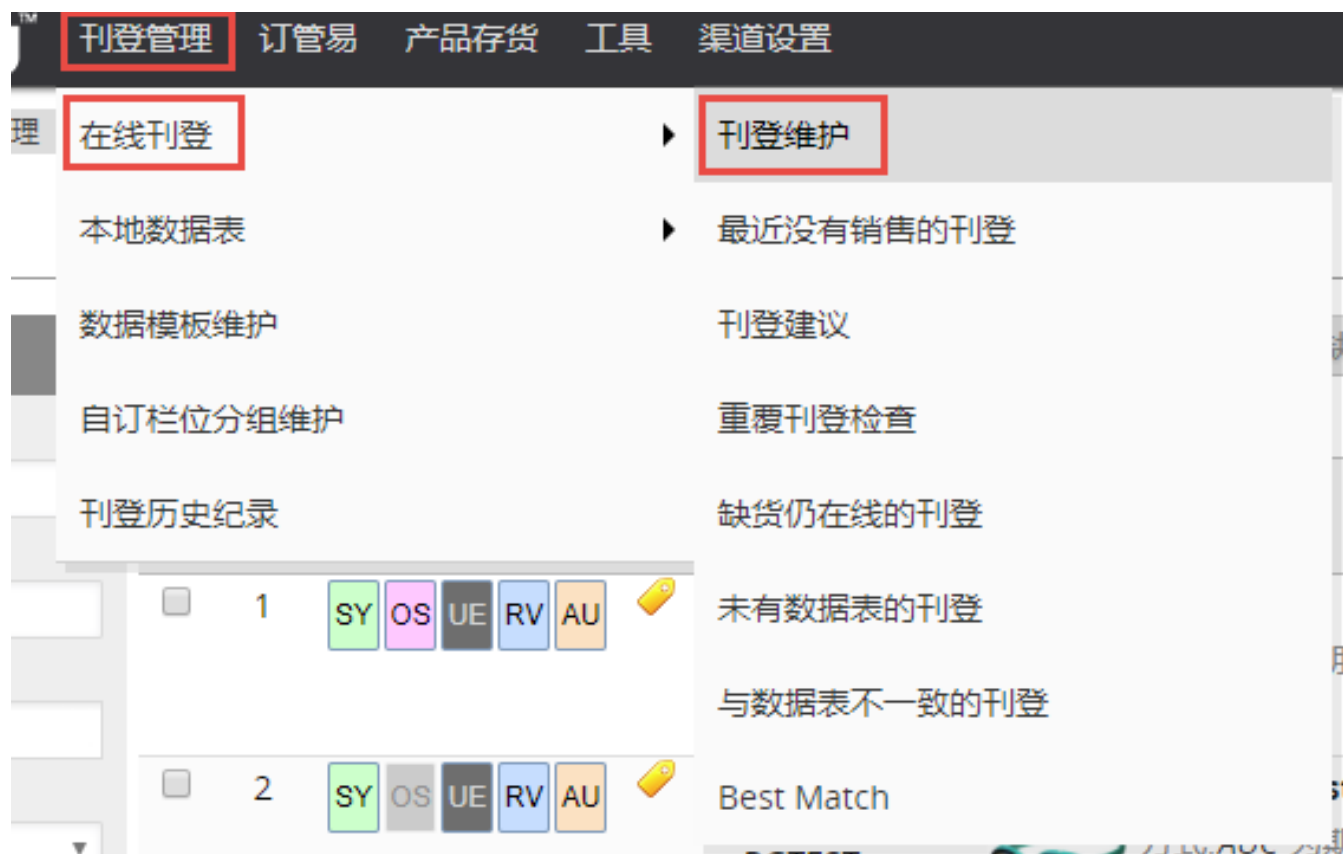 TM
刊登管理 订管易 产品存货 工具 渠道设置
理
在线刊登
本地数据表
数据模板维护
自订栏位分组维护
刊登历史纪录
刊登维护
最近没有销售的刊登
刊登建议
重覆刊登检查
缺货仍在线的刊登
未有数据表的刊登
与数据表不一致的刊登
Best Match
1 SY OS UE RV AU
2 SY OS UE RV AU